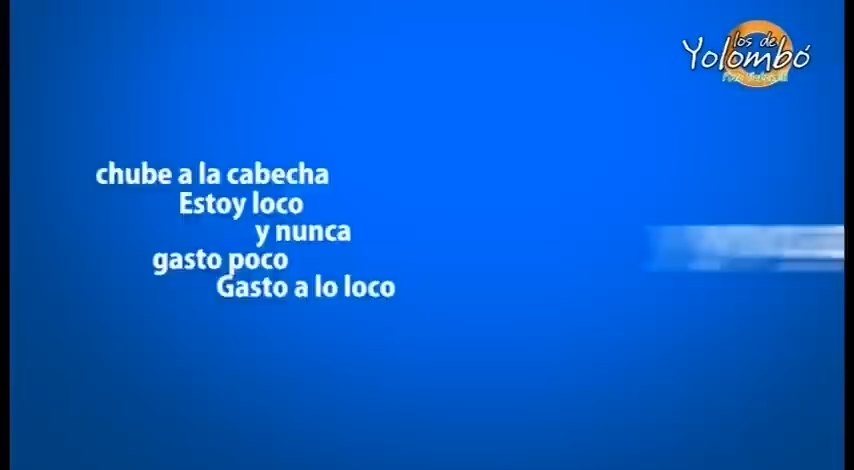 los de
Yolombó
chube a la cabecha
Estoy loco
y nunca
gasto poco
Gasto a lo loco